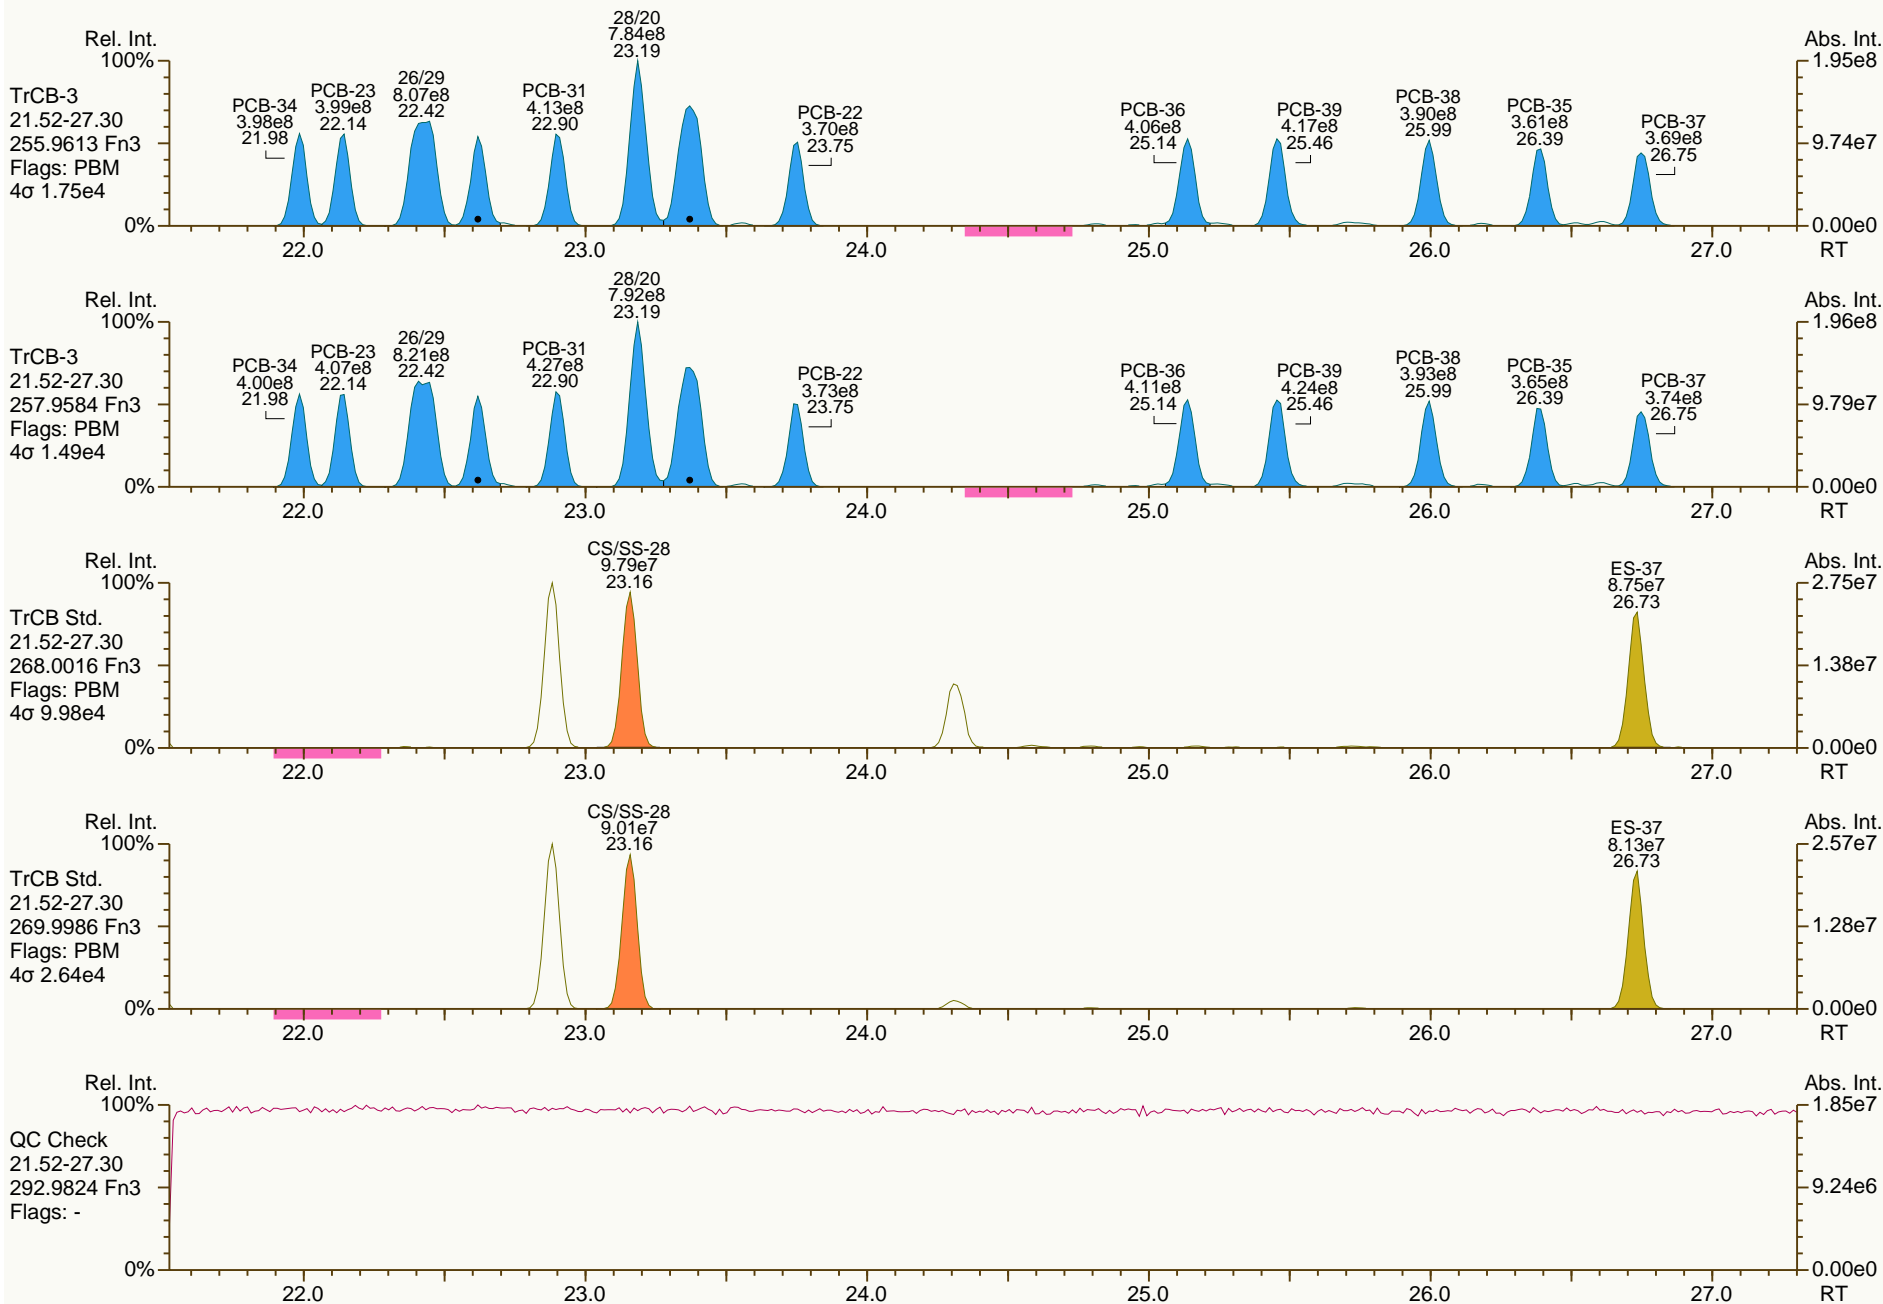 Rel. Int.
100%
0%
TrCB-3
21.52-27.30
255.9613 Fn3
Flags: PBM
4σ 1.75e4
PCB-34
3.98e8
21.98
PCB-23
3.99e8
22.14
26/29
8.07e8
22.42
PCB-31
4.13e8
22.90
28/20
7.84e8
23.19
PCB-22
3.70e8
23.75
PCB-36
4.06e8
25.14
PCB-39
4.17e8
25.46
PCB-38
3.90e8
25.99
PCB-35
3.61e8
26.39
PCB-37
3.69e8
26.75
Abs. Int.
1.95e8
9.74e7
0.00e0
22.0 23.0 24.0 25.0 26.0 27.0 RT
Rel. Int.
100%
0%
TrCB-3
21.52-27.30
257.9584 Fn3
Flags: PBM
4σ 1.49e4
PCB-34
4.00e8
21.98
PCB-23
4.07e8
22.14
26/29
8.21e8
22.42
PCB-31
4.27e8
22.90
28/20
7.92e8
23.19
PCB-22
3.73e8
23.75
PCB-36
4.11e8
25.14
PCB-39
4.24e8
25.46
PCB-38
3.93e8
25.99
PCB-35
3.65e8
26.39
PCB-37
3.74e8
26.75
Abs. Int.
1.96e8
9.79e7
0.00e0
22.0 23.0 24.0 25.0 26.0 27.0 RT
Rel. Int.
100%
0%
TrCB Std.
21.52-27.30
268.0016 Fn3
Flags: PBM
4σ 9.98e4
CS/SS-28
9.79e7
23.16
ES-37
8.75e7
26.73
Abs. Int.
2.75e7
1.38e7
0.00e0
22.0 23.0 24.0 25.0 26.0 27.0 RT
Rel. Int.
100%
0%
TrCB Std.
21.52-27.30
269.9986 Fn3
Flags: PBM
4σ 2.64e4
CS/SS-28
9.01e7
23.16
ES-37
8.13e7
26.73
Abs. Int.
2.57e7
1.28e7
0.00e0
22.0 23.0 24.0 25.0 26.0 27.0 RT
Rel. Int.
100%
0%
QC Check
21.52-27.30
292.9824 Fn3
Flags: -
Abs. Int.
1.85e7
9.24e6
0.00e0
22.0 23.0 24.0 25.0 26.0 27.0 RT